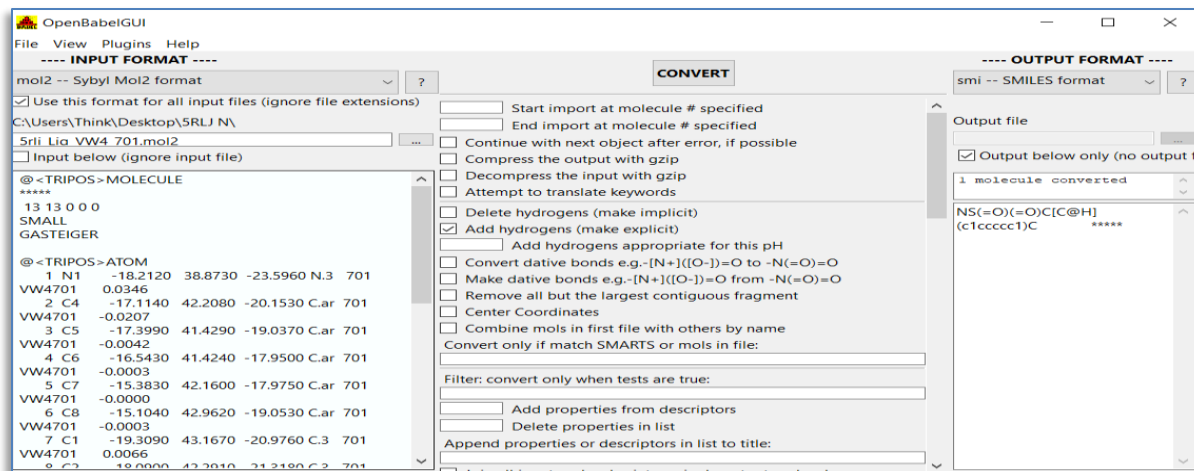 OpenBabelGUI
File View Plugins Help
---- INPUT FORMAT ----
mol2 -- Sybyl Mol2 format
?
Use this format for all input files (ignore file extensions)
C:\Users\Think\Desktop\5RLJ N\
5rlj_Lig_VW4_701.mol2
...
Input below (ignore input file)
@<TRIPOS>MOLECULE
*****
13 13 0 0 0
SMALL
GASTEIGER
@<TRIPOS>ATOM
1 N1 -18.2120 38.8730 -23.5960 N.3 701
VW4701 0.0346
2 C4 -17.1140 42.2080 -20.1530 C.ar 701
VW4701 -0.0207
3 C5 -17.3990 41.4290 -19.0370 C.ar 701
VW4701 -0.0042
4 C6 -16.5430 41.4240 -17.9500 C.ar 701
VW4701 -0.0003
5 C7 -15.3830 42.1600 -17.9750 C.ar 701
VW4701 -0.0000
6 C8 -15.1040 42.9620 -19.0530 C.ar 701
VW4701 -0.0003
7 C1 -19.3090 43.1670 -20.9760 C.3 701
VW4701 0.0066
CONVERT
Start import at molecule # specified
End import at molecule # specified
Continue with next object after error, if possible
Compress the output with gzip
Decompress the input with gzip
Attempt to translate keywords
Delete hydrogens (make implicit)
Add hydrogens (make explicit)
Add hydrogens appropriate for this pH
Convert dative bonds e.g.-[N+]([O-])=O to -N(=O)=O
Make dative bonds e.g.-[N+]([O-])=O from -N(=O)=O
Remove all but the largest contiguous fragment
Center Coordinates
Combine mols in first file with others by name
Convert only if match SMARTS or mols in file:
Filter: convert only when tests are true:
Add properties from descriptors
Delete properties in list
Append properties or descriptors in list to title:
---- OUTPUT FORMAT ----
smi -- SMILES format
?
Output file
...
Output below only (no output f
1 molecule converted
NS(=O)(=O)C[C@H]
(c1ccccc1)C *****